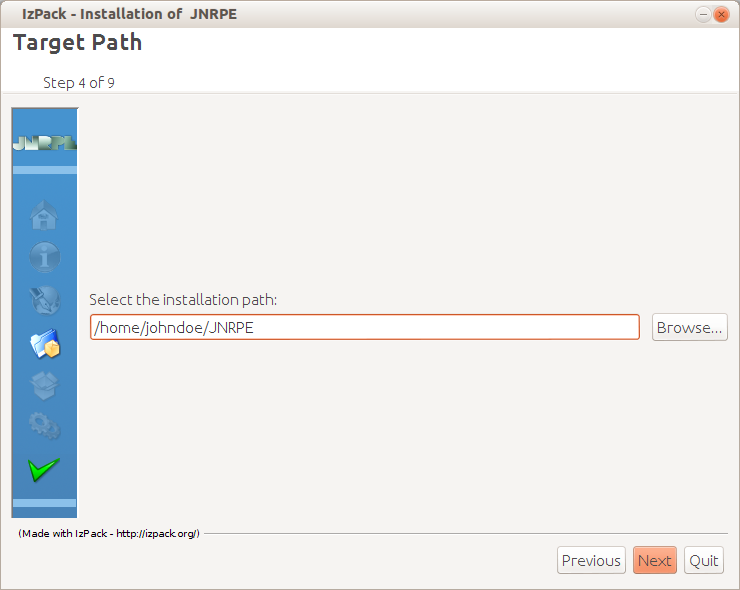 IzPack - Installation of  JNRPE
Target Path
Step 4 of 9
JNRPE
Select the installation path:
/home/johndoe/JNRPE
Browse...
(Made with IzPack - http://izpack.org/)
Previous
Next
Quit